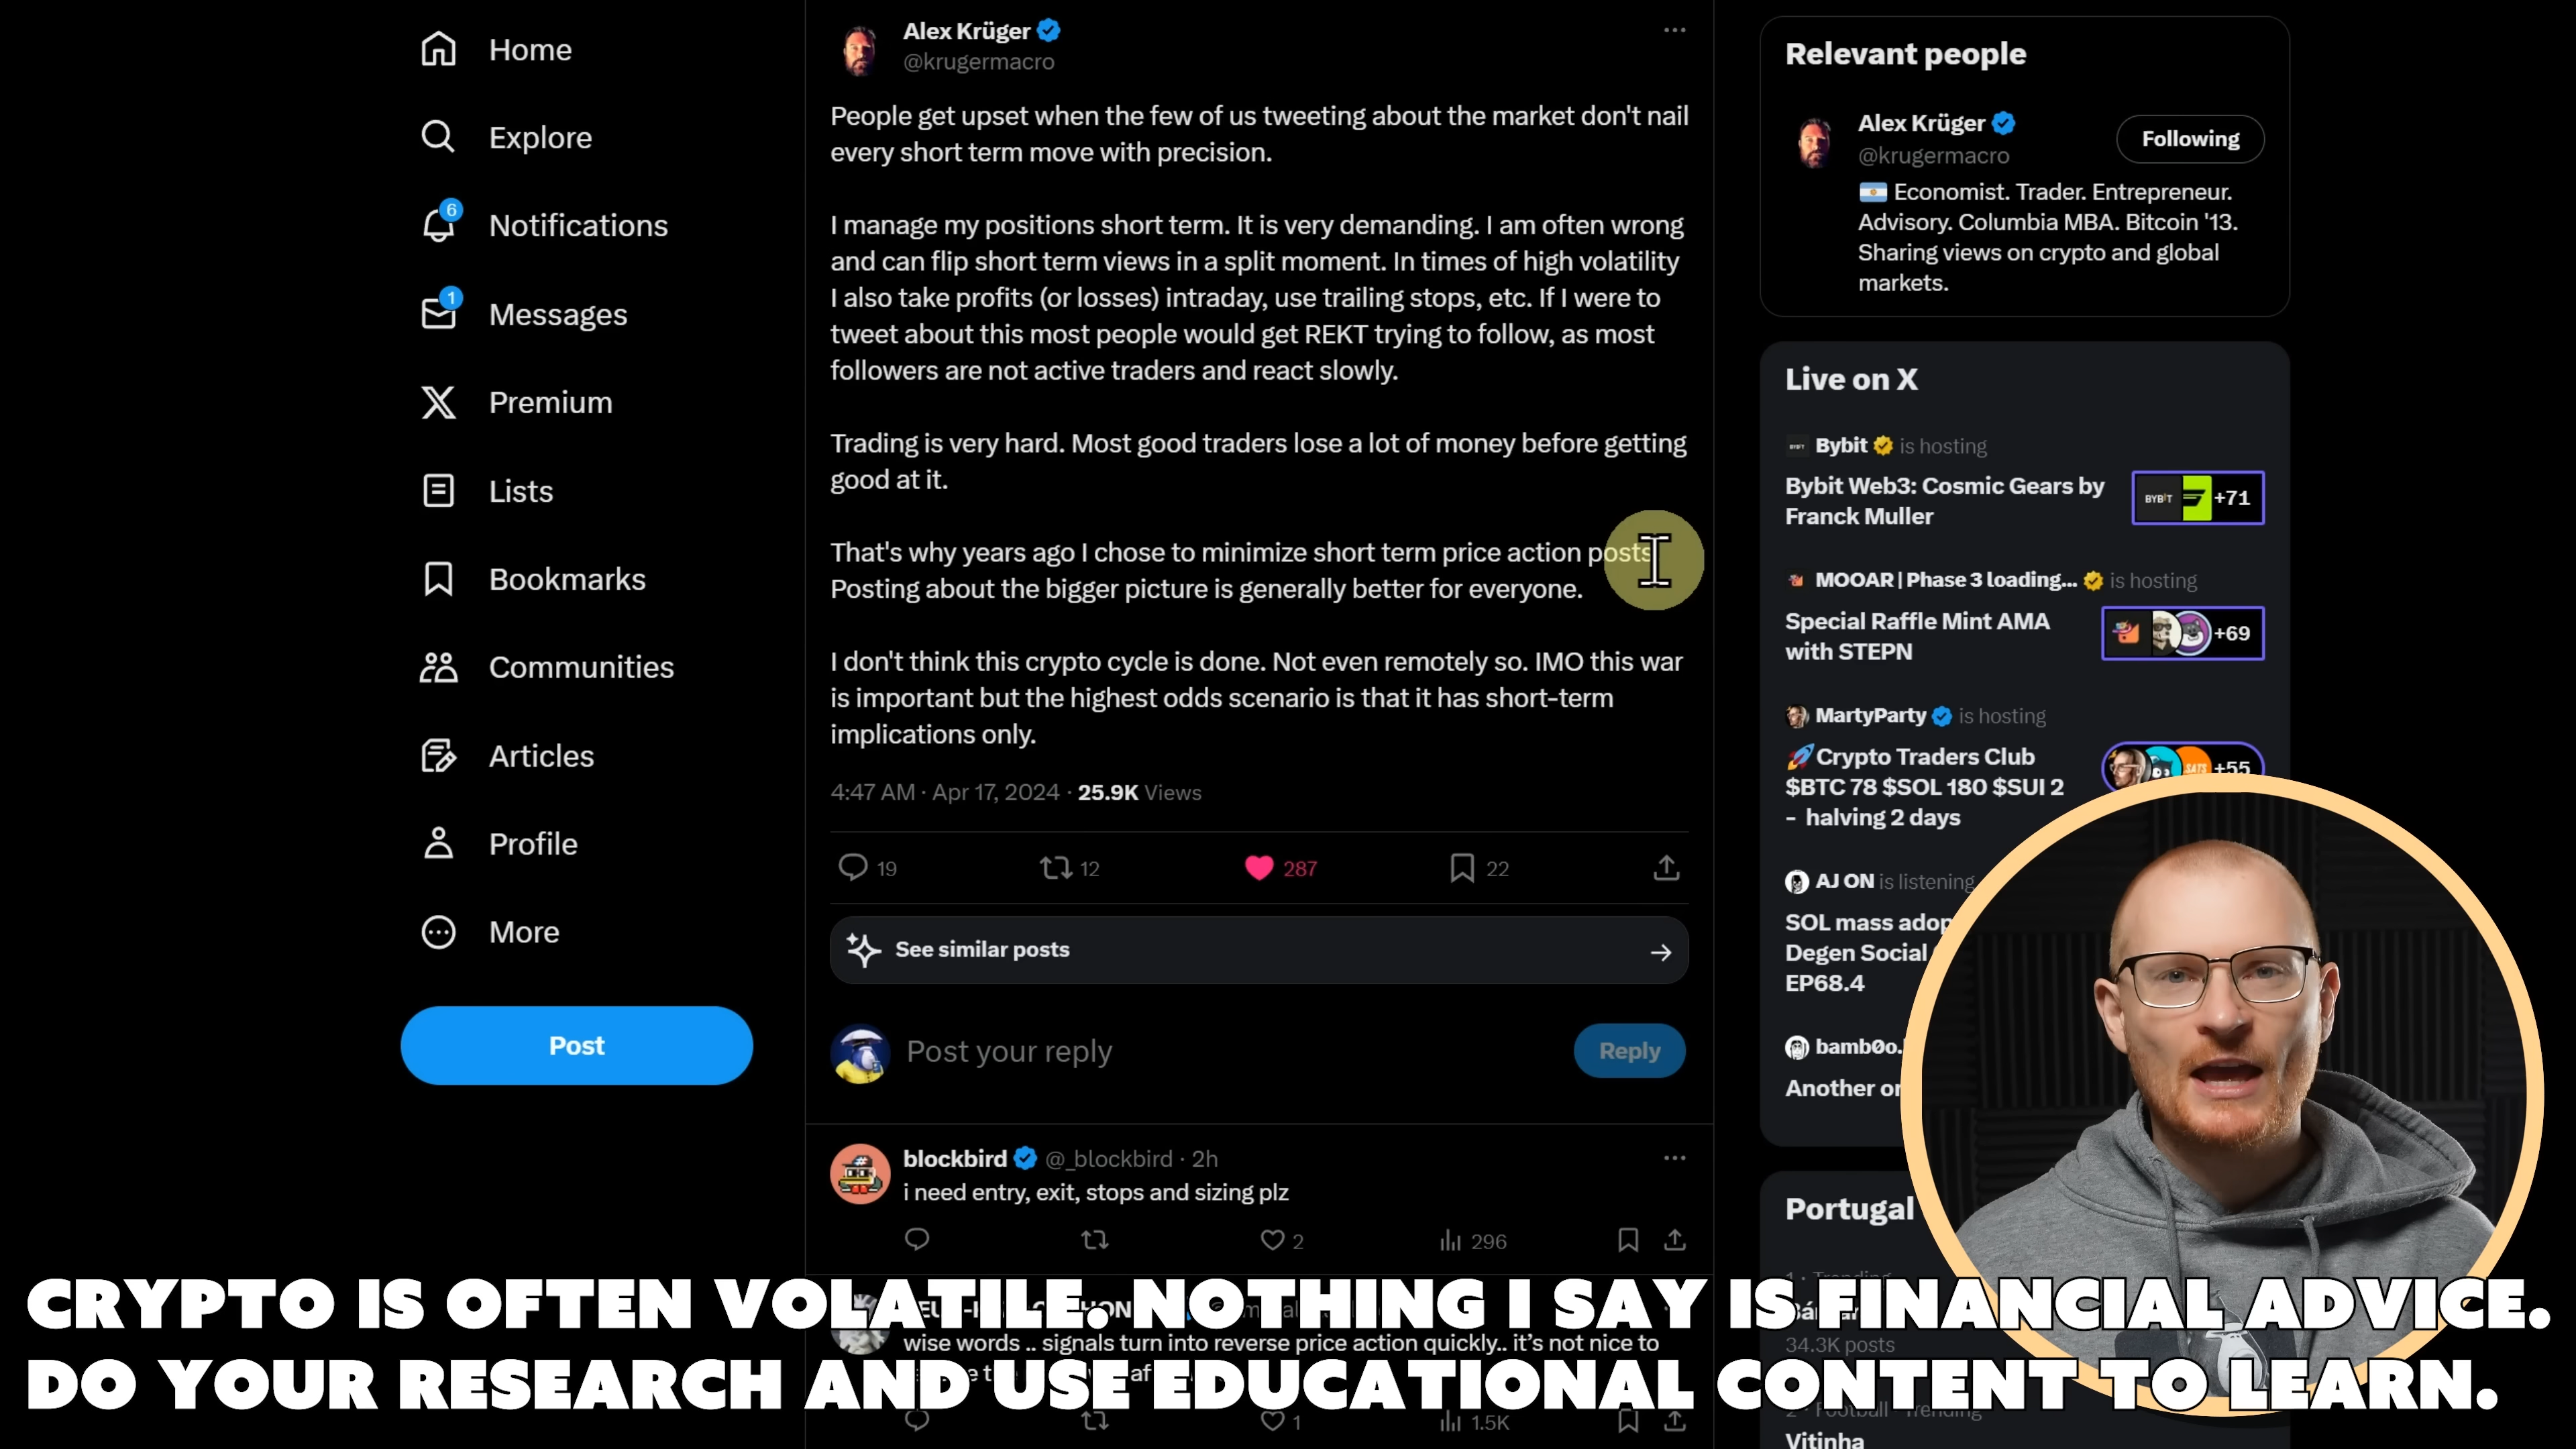 Home
Explore
6
Notifications
1
Messages
Premium
Lists
Bookmarks
Communities
Articles
Profile
More
Post
Alex Krüger
@krugermacro
People get upset when the few of us tweeting about the market don't nail
every short term move with precision.
I manage my positions short term. It is very demanding. I am often wrong
and can flip short term views in a split moment. In times of high volatility
I also take profits (or losses) intraday, use trailing stops, etc. If I were to
tweet about this most people would get REKT trying to follow, as most
followers are not active traders and react slowly.
Trading is very hard. Most good traders lose a lot of money before getting
good at it.
That's why years ago I chose to minimize short term price action posts
Posting about the bigger picture is generally better for everyone.
I don't think this crypto cycle is done. Not even remotely so. IMO this war
is important but the highest odds scenario is that it has short-term
implications only.
4:47 AM · Apr 17, 2024 · 25.9K Views
19 12 287 22
See similar posts
Post your reply
Reply
blockbird @_blockbird · 2h
i need entry, exit, stops and sizing plz
2 296
wise words .. signals turn into reverse price action quickly.. it's not nice to
1 1.5K
Relevant people
Alex Krüger
@krugermacro
Following
Economist. Trader. Entrepreneur.
Advisory. Columbia MBA. Bitcoin '13.
Sharing views on crypto and global
markets.
Live on X
Bybit is hosting
Bybit Web3: Cosmic Gears by
Franck Muller
BYBIT +71
MOOAR | Phase 3 loading... is hosting
Special Raffle Mint AMA
with STEPN
+69
MartyParty is hosting
Crypto Traders Club
$BTC 78 $SOL 180 $SUI 2
- halving 2 days
SATS +55
AJ ON is listening
SOL mass adop
Degen Social
EP68.4
bamb0o.
Another or
Portugal
34.3K posts
2 · Football · Trending
Vitinha
CRYPTO IS OFTEN VOLATILE. NOTHING I SAY IS FINANCIAL ADVICE.
DO YOUR RESEARCH AND USE EDUCATIONAL CONTENT TO LEARN.